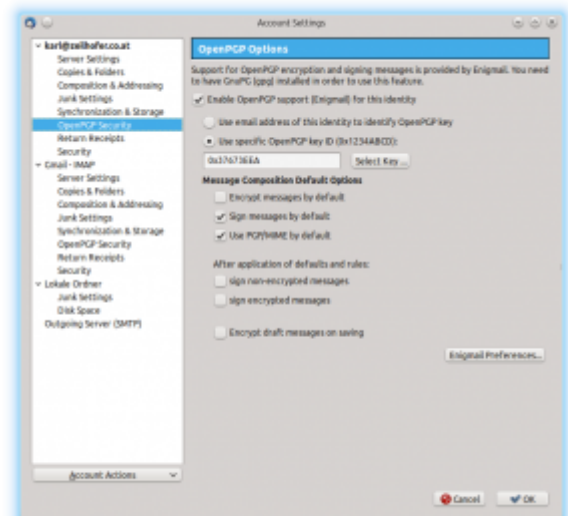 Account Settings
karl@zeilhofer.co.at
Server Settings
Copies & Folders
Composition & Addressing
Junk Settings
Synchronization & Storage
OpenPGP Security
Return Receipts
Security
Gmail - IMAP
Server Settings
Copies & Folders
Composition & Addressing
Junk Settings
Synchronization & Storage
OpenPGP Security
Return Receipts
Security
Lokale Ordner
Junk Settings
Disk Space
Outgoing Server (SMTP)
Account Actions
OpenPGP Options
Support for OpenPGP encryption and signing messages is provided by Enigmail. You need
to have GnuPG (gpg) installed in order to use this feature.
Enable OpenPGP support (Enigmail) for this identity
Use email address of this identity to identify OpenPGP key
Use specific OpenPGP key ID (0x1234ABCD):
0x37673EEA
Select Key ...
Message Composition Default Options
Encrypt messages by default
Sign messages by default
Use PGP/MIME by default
After application of defaults and rules:
sign non-encrypted messages
sign encrypted messages
Encrypt draft messages on saving
Enigmail Preferences...
Cancel
OK